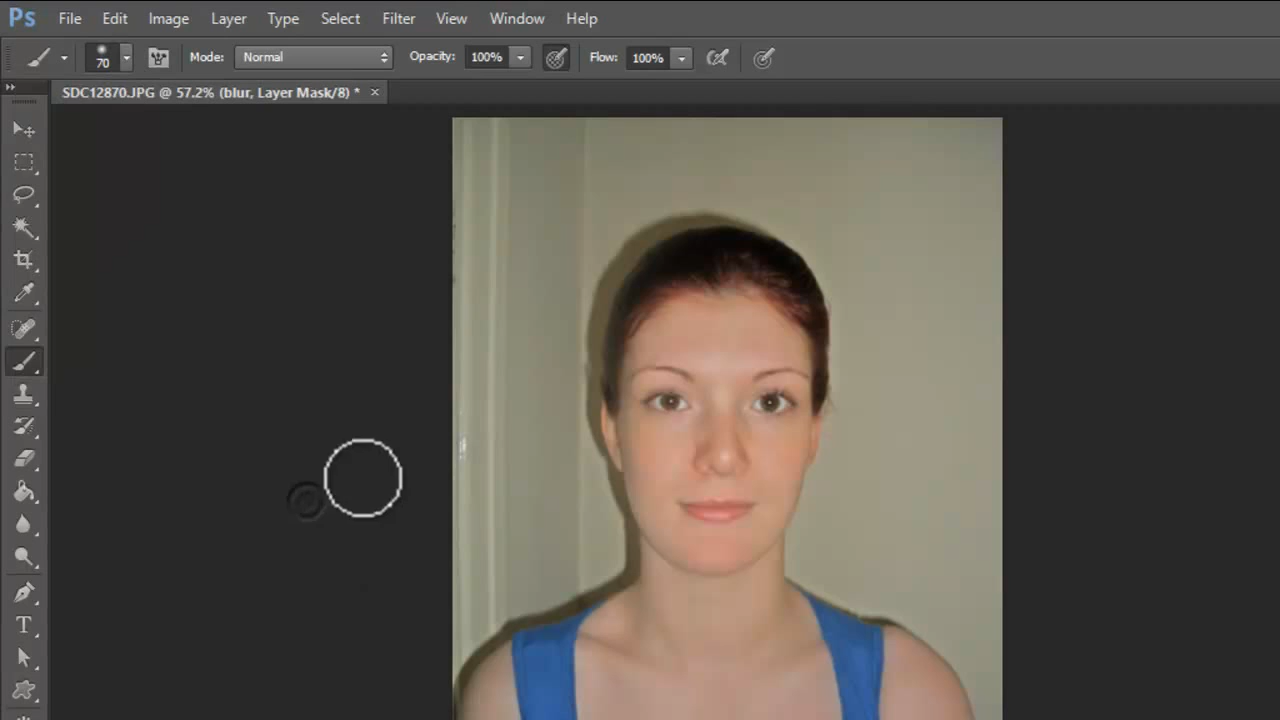 Ps File Edit Image Layer Type Select Filter View Window Help
70 Mode: Normal Opacity: 100% Flow: 100%
SDC12870.JPG @ 57.2% (blur, Layer Mask/8) * ×
T